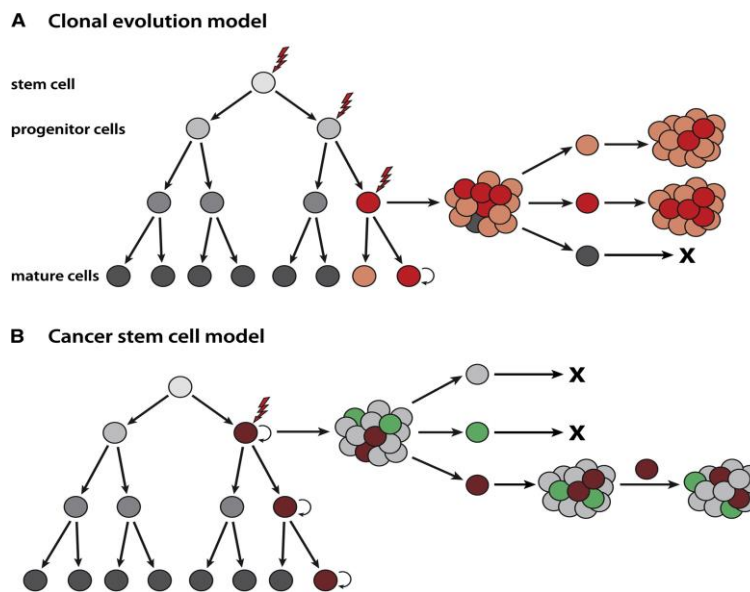 A Clonal evolution model
stem cell
progenitor cells
mature cells
X
B Cancer stem cell model
X
X